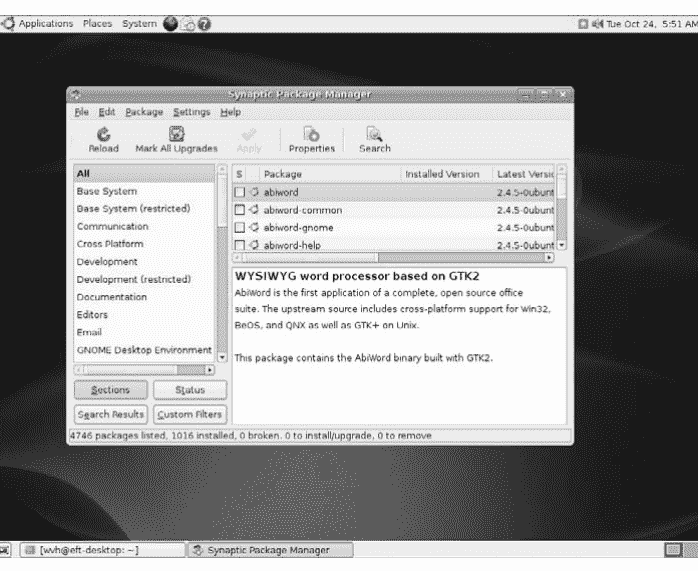 Applications Places System
Tue Oct 24, 5:51 AM
Synaptic Package Manager
File Edit Package Settings Help
Reload Mark All Upgrades Apply Properties Search
All
Base System
Base System (restricted)
Communication
Cross Platform
Development
Development (restricted)
Documentation
Editors
Email
GNOME Desktop Environment
S Package Installed Version Latest Versic
abiword 2.4.5-0ubunt
abiword-common 2.4.5-0ubunt
abiword-gnome 2.4.5-0ubunt
abiword-help 2.4.5-0ubunt
WYSIWYG word processor based on GTK2
AbiWord is the first application of a complete, open source office
suite. The upstream source includes cross-platform support for Win32,
BeOS, and QNX as well as GTK+ on Unix.
This package contains the AbiWord binary built with GTK2.
Sections Status
Search Results Custom Filters
4746 packages listed, 1016 installed, 0 broken. 0 to install/upgrade, 0 to remove
[wvh@eft-desktop: ~] Synaptic Package Manager